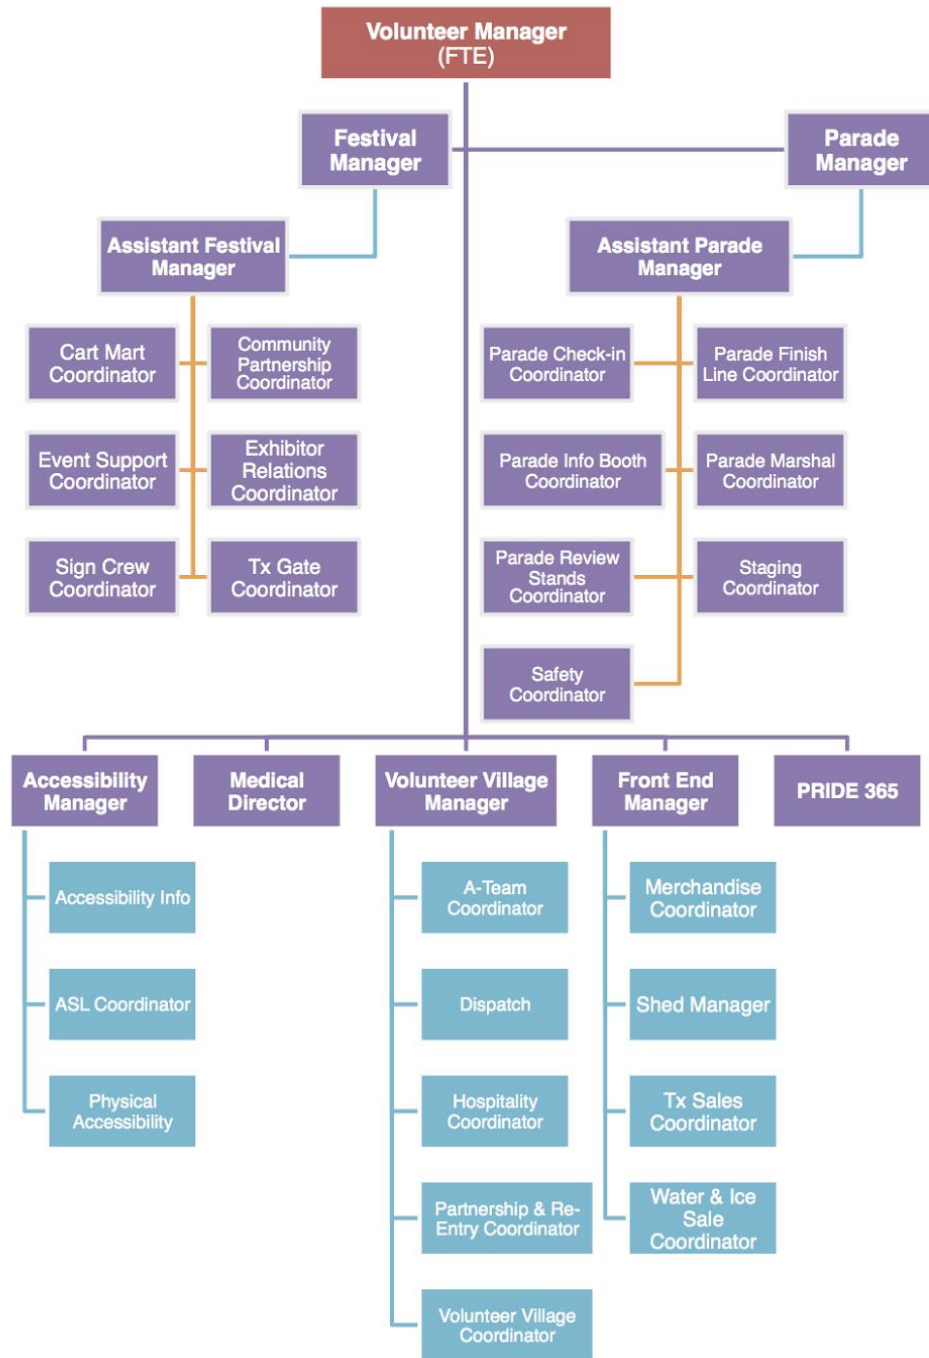 Volunteer Manager
(FTE)
Festival
Manager
Parade
Manager
Assistant Festival
Manager
Assistant Parade
Manager
Cart Mart
Coordinator
Community
Partnership
Coordinator
Parade Check-in
Coordinator
Parade Finish
Line Coordinator
Event Support
Coordinator
Exhibitor
Relations
Coordinator
Parade Info Booth
Coordinator
Parade Marshal
Coordinator
Sign Crew
Coordinator
Tx Gate
Coordinator
Parade Review
Stands
Coordinator
Staging
Coordinator
Safety
Coordinator
Accessibility
Manager
Medical
Director
Volunteer Village
Manager
Front End
Manager
PRIDE 365
Accessibility Info
A-Team
Coordinator
Merchandise
Coordinator
ASL Coordinator
Dispatch
Shed Manager
Physical
Accessibility
Hospitality
Coordinator
Tx Sales
Coordinator
Partnership & Re-
Entry Coordinator
Water & Ice
Sale
Coordinator
Volunteer Village
Coordinator